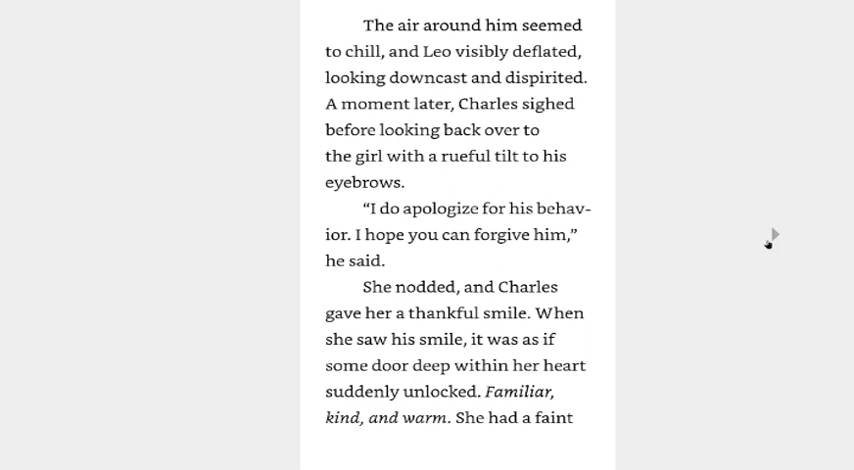 The air around him seemed
to chill, and Leo visibly deflated,
looking downcast and dispirited.
A moment later, Charles sighed
before looking back over to
the girl with a rueful tilt to his
eyebrows.
“I do apologize for his behav-
ior. I hope you can forgive him,”
he said.
She nodded, and Charles
gave her a thankful smile. When
she saw his smile, it was as if
some door deep within her heart
suddenly unlocked. Familiar,
kind, and warm. She had a faint